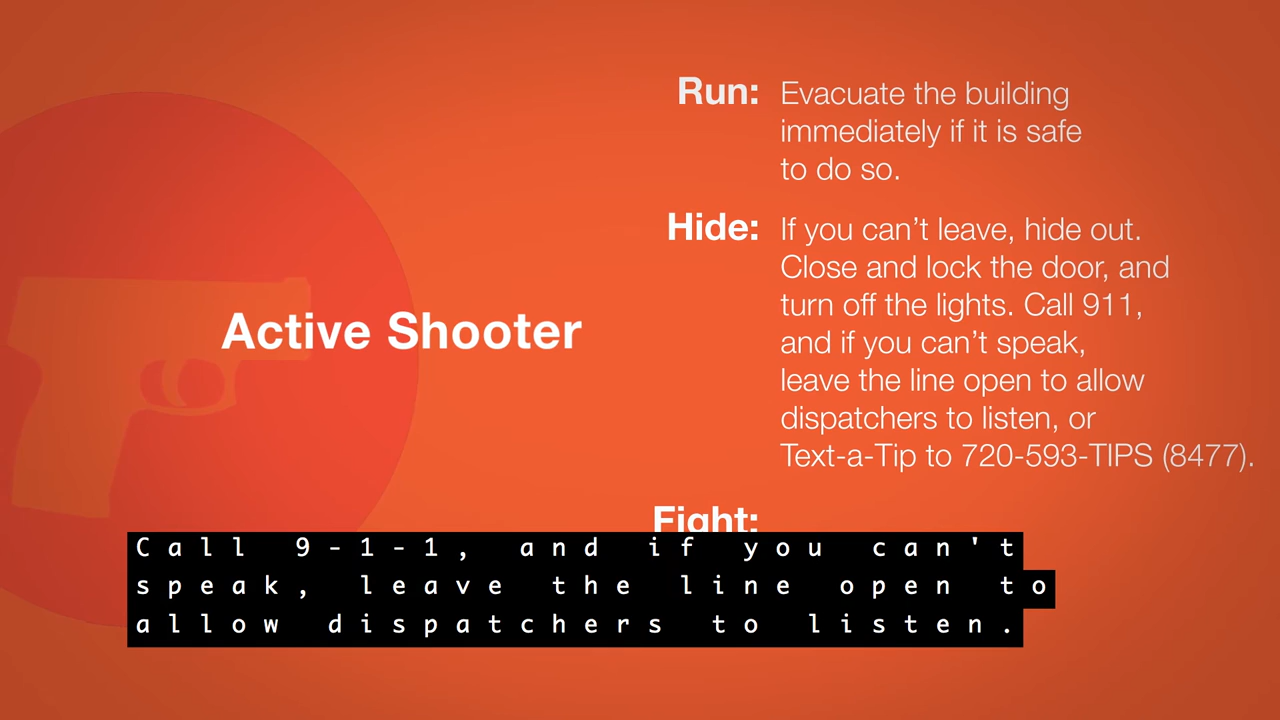 Run: Evacuate the building
immediately if it is safe
to do so.
Hide: If you can’t leave, hide out.
Close and lock the door, and
turn off the lights. Call 911,
and if you can’t speak,
leave the line open to allow
dispatchers to listen, or
Text-a-Tip to 720-593-TIPS (8477).
Active Shooter
Fight:
Call 9-1-1, and if you can't
speak, leave the line open to
allow dispatchers to listen.